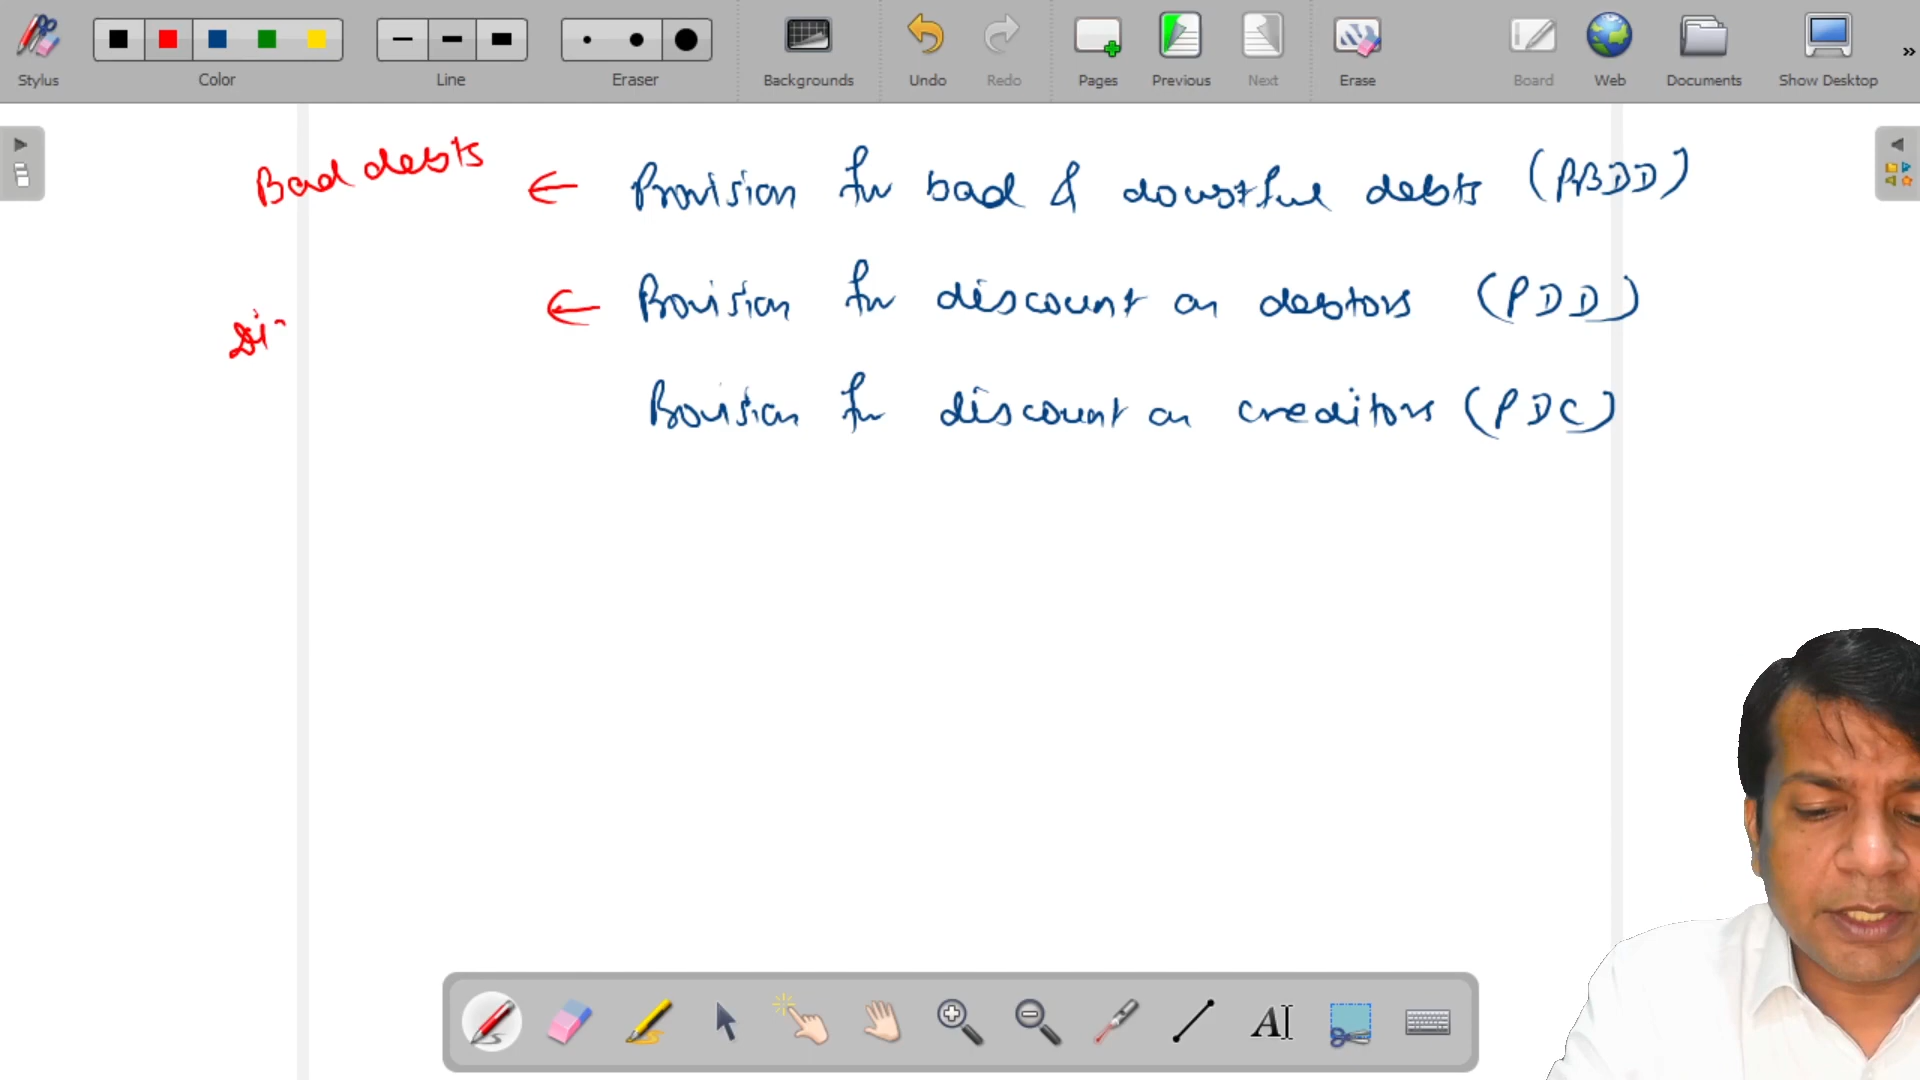 Stylus Color Line Eraser Backgrounds Undo Redo Pages Previous Next Erase Board Web Documents Show Desktop »
Bad debts ← Provision for bad & doubtful debts (PBDD)
Di ← Provision for discount on debtors (PDD)
Provision for discount on creditors (PDC)